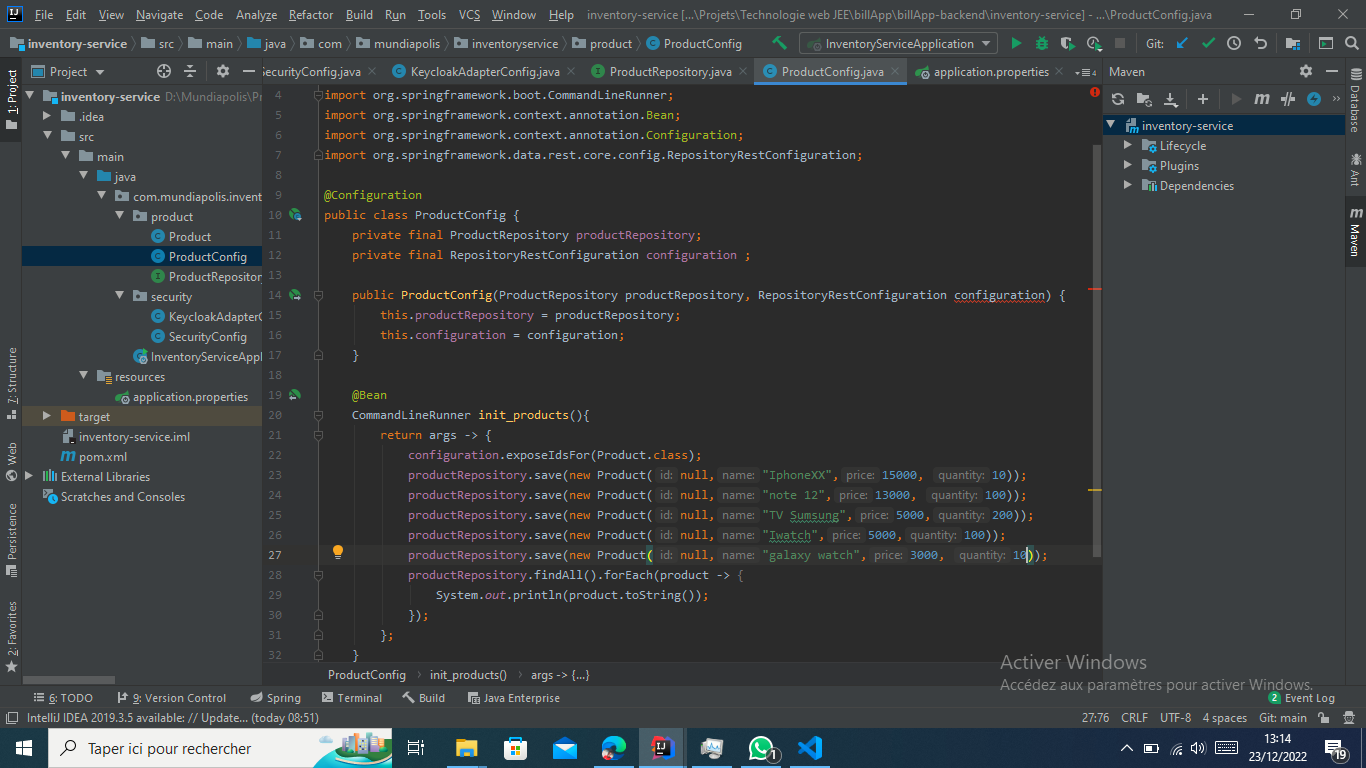 File Edit View Navigate Code Analyze Refactor Build Run Tools VCS Window Help inventory-service [...\Projets\Technologie web JEE\billApp\billApp-backend\inventory-service] - ...\ProductConfig.java
inventory-service src main java com mundiapolis inventoryservice product ProductConfig InventoryServiceApplication Git:
Project
ecurityConfig.java KeycloakAdapterConfig.java ProductRepository.java ProductConfig.java application.properties 4
Maven
1: Project
7: Structure
Web
Persistence
2: Favorites
inventory-service D:\Mundiapolis\Pr
.idea
src
main
java
com.mundiapolis.invent
product
Product
ProductConfig
ProductRepositor
security
KeycloakAdapterC
SecurityConfig
InventoryServiceAppl
resources
application.properties
target
inventory-service.iml
pom.xml
External Libraries
Scratches and Consoles
4 import org.springframework.boot.CommandLineRunner;
5 import org.springframework.context.annotation.Bean;
6 import org.springframework.context.annotation.Configuration;
7 import org.springframework.data.rest.core.config.RepositoryRestConfiguration;
8
9 @Configuration
10 public class ProductConfig {
11 private final ProductRepository productRepository;
12 private final RepositoryRestConfiguration configuration ;
13
14 public ProductConfig(ProductRepository productRepository, RepositoryRestConfiguration configuration) {
15 this.productRepository = productRepository;
16 this.configuration = configuration;
17 }
18
19 @Bean
20 CommandLineRunner init_products(){
21 return args -> {
22 configuration.exposeIdsFor(Product.class);
23 productRepository.save(new Product( id: null, name: "IphoneXX", price: 15000, quantity: 10));
24 productRepository.save(new Product( id: null, name: "note 12", price: 13000, quantity: 100));
25 productRepository.save(new Product( id: null, name: "TV Sumsung", price: 5000, quantity: 200));
26 productRepository.save(new Product( id: null, name: "Iwatch", price: 5000, quantity: 100));
27 productRepository.save(new Product( id: null, name: "galaxy watch", price: 3000, quantity: 10));
28 productRepository.findAll().forEach(product -> {
29 System.out.println(product.toString());
30 });
31 };
32 }
ProductConfig › init_products() › args -> {...}
inventory-service
Lifecycle
Plugins
Dependencies
Database
Ant
Maven
Activer Windows
Accédez aux paramètres pour activer Windows.
6: TODO 9: Version Control Spring Terminal Build Java Enterprise 2 Event Log
IntelliJ IDEA 2019.3.5 available: // Update... (today 08:51) 27:76 CRLF UTF-8 4 spaces Git: main
Taper ici pour rechercher
1
13:14
23/12/2022
19